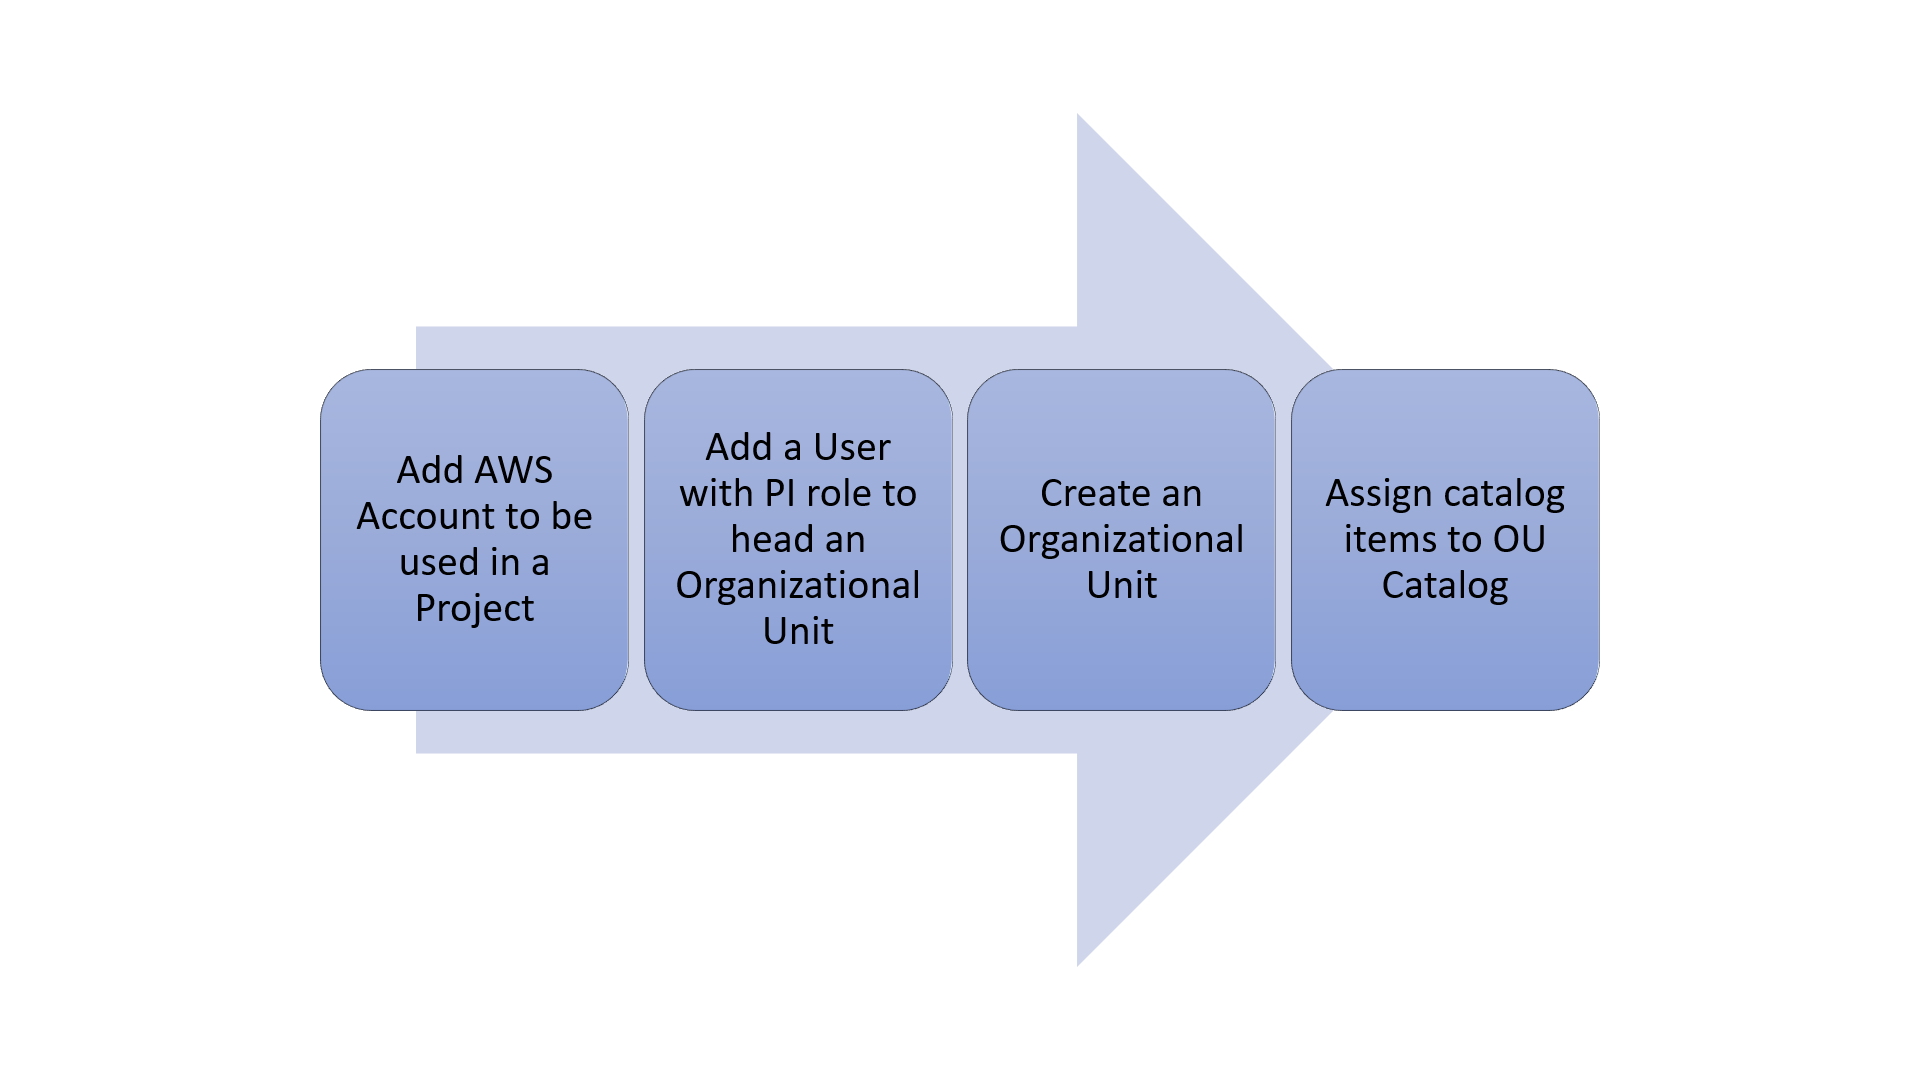 Add AWS
Account to be
used in a
Project
Add a User
with PI role to
head an
Organizational
Unit
Create an
Organizational
Unit
Assign catalog
items to OU
Catalog